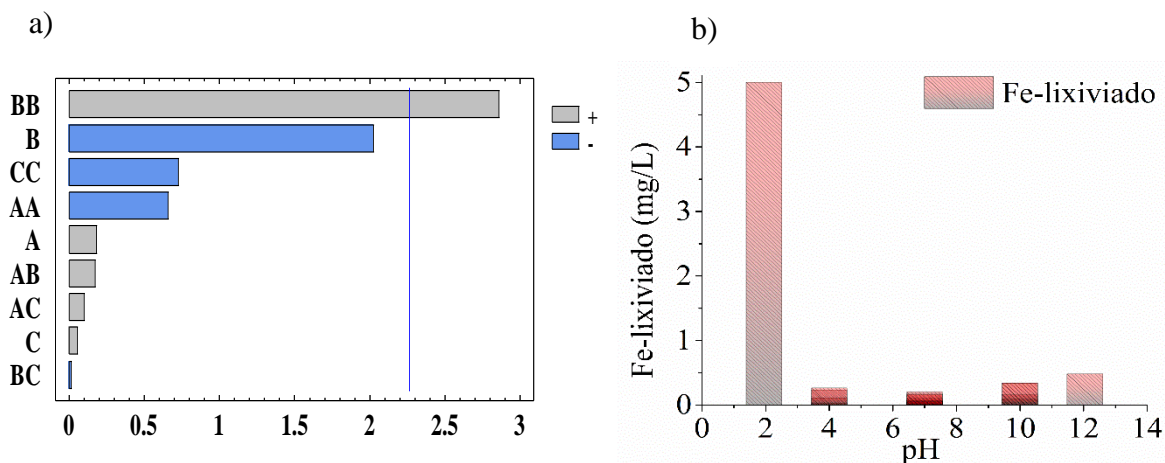 a)
BB
B
CC
AA
A
AB
AC
C
BC
0 0.5 1 1.5 2 2.5 3
+
-
b)
Fe-lixiviado
Fe-lixiviado (mg/L)
5
4
3
2
1
0
0 2 4 6 8 10 12 14
pH